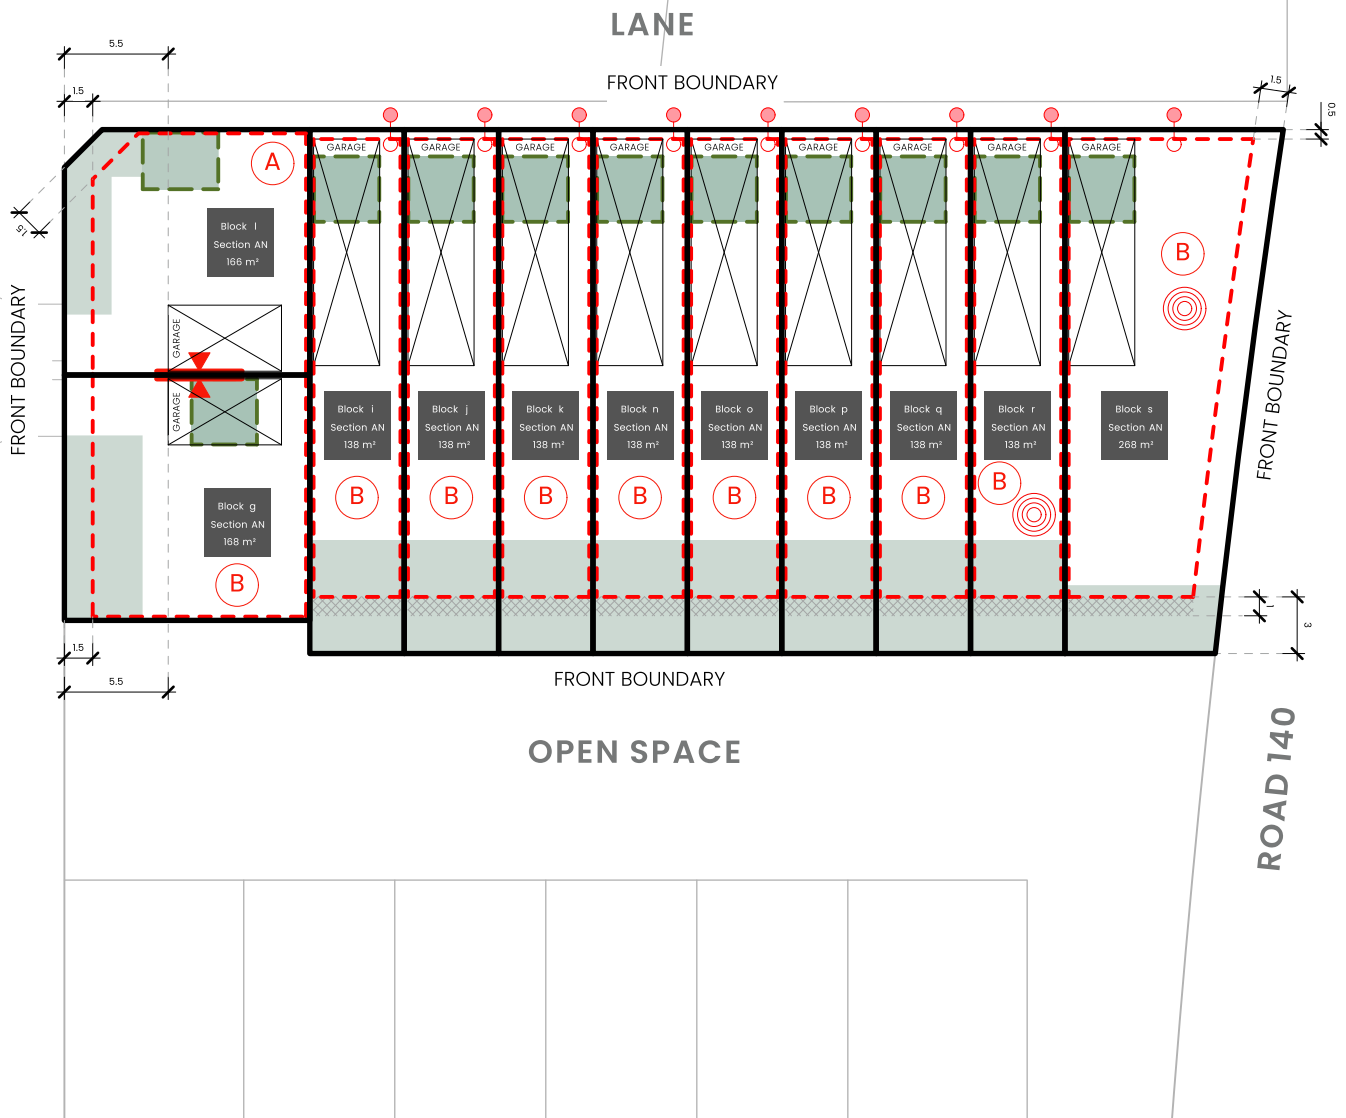 LANE
5.5
FRONT BOUNDARY
1.5
1.5
0.5
A
GARAGE
GARAGE
GARAGE
GARAGE
GARAGE
GARAGE
GARAGE
GARAGE
GARAGE
1.5
Block l
Section AN
166 m²
B
FRONT BOUNDARY
GARAGE
GARAGE
FRONT BOUNDARY
Block i
Section AN
138 m²
Block j
Section AN
138 m²
Block k
Section AN
138 m²
Block n
Section AN
138 m²
Block o
Section AN
138 m²
Block p
Section AN
138 m²
Block q
Section AN
138 m²
Block r
Section AN
138 m²
Block s
Section AN
268 m²
B
B
B
B
B
B
B
B
Block g
Section AN
168 m²
B
1
3
1.5
5.5
FRONT BOUNDARY
OPEN SPACE
ROAD 140